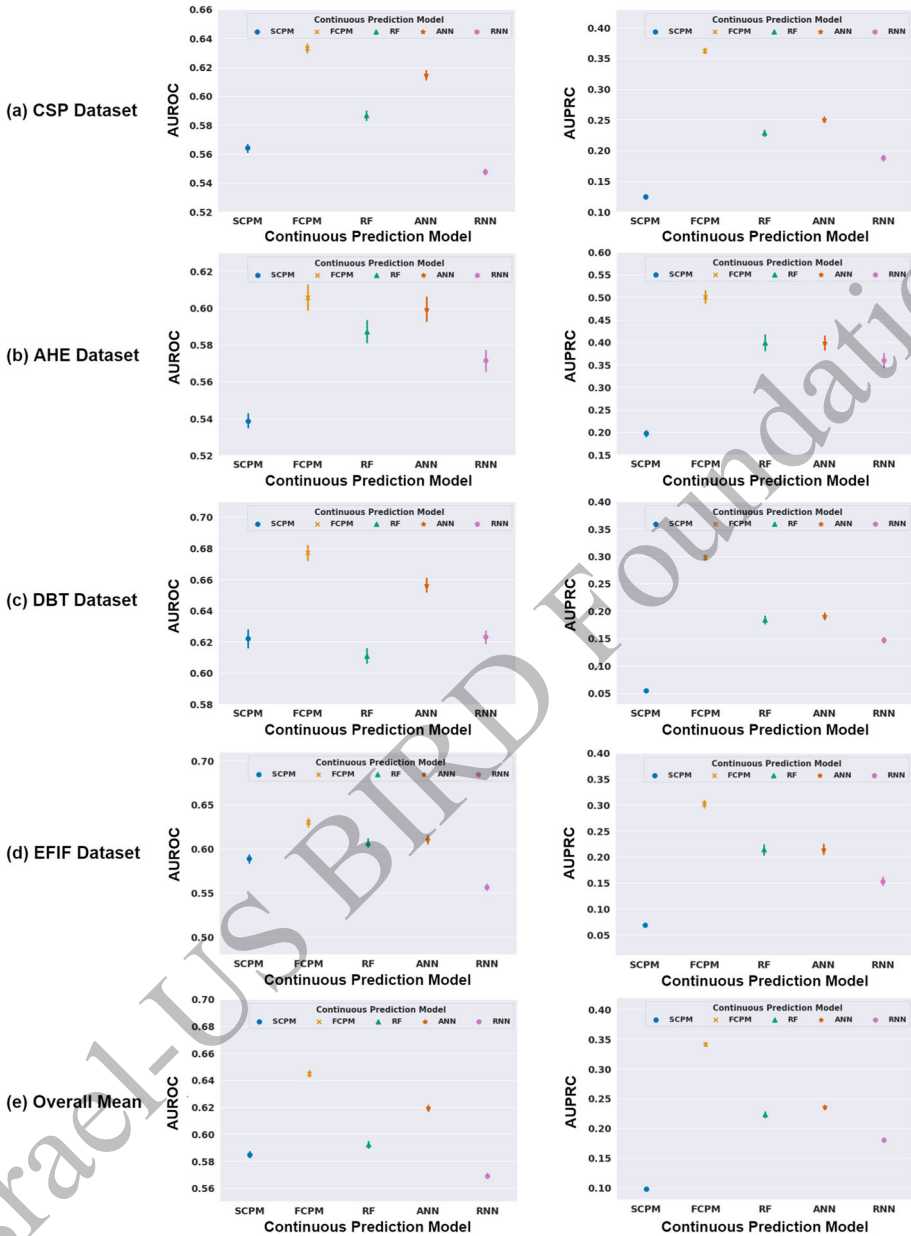 (a) CSP Dataset
AUROC
0.66
0.64
0.62
0.60
0.58
0.56
0.54
0.52
Continuous Prediction Model
SCPM FCPM RF ANN RNN
SCPM FCPM RF ANN RNN
Continuous Prediction Model
AUPRC
0.40
0.35
0.30
0.25
0.20
0.15
0.10
Continuous Prediction Model
SCPM FCPM RF ANN RNN
SCPM FCPM RF ANN RNN
Continuous Prediction Model
(b) AHE Dataset
AUROC
0.62
0.60
0.58
0.56
0.54
0.52
Continuous Prediction Model
SCPM FCPM RF ANN RNN
SCPM FCPM RF ANN RNN
Continuous Prediction Model
AUPRC
0.60
0.55
0.50
0.45
0.40
0.35
0.30
0.25
0.20
0.15
Continuous Prediction Model
SCPM FCPM RF ANN RNN
SCPM FCPM RF ANN RNN
Continuous Prediction Model
(c) DBT Dataset
AUROC
0.70
0.68
0.66
0.64
0.62
0.60
0.58
Continuous Prediction Model
SCPM FCPM RF ANN RNN
SCPM FCPM RF ANN RNN
Continuous Prediction Model
AUPRC
0.40
0.35
0.30
0.25
0.20
0.15
0.10
0.05
Continuous Prediction Model
SCPM FCPM RF ANN RNN
SCPM FCPM RF ANN RNN
Continuous Prediction Model
(d) EFIF Dataset
AUROC
0.70
0.65
0.60
0.55
0.50
Continuous Prediction Model
SCPM FCPM RF ANN RNN
SCPM FCPM RF ANN RNN
Continuous Prediction Model
AUPRC
0.40
0.35
0.30
0.25
0.20
0.15
0.10
0.05
Continuous Prediction Model
SCPM FCPM RF ANN RNN
SCPM FCPM RF ANN RNN
Continuous Prediction Model
(e) Overall Mean
AUROC
0.70
0.68
0.66
0.64
0.62
0.60
0.58
0.56
Continuous Prediction Model
SCPM FCPM RF ANN RNN
SCPM FCPM RF ANN RNN
Continuous Prediction Model
AUPRC
0.40
0.35
0.30
0.25
0.20
0.15
0.10
Continuous Prediction Model
SCPM FCPM RF ANN RNN
SCPM FCPM RF ANN RNN
Continuous Prediction Model
srael-US BIRD Foundatio